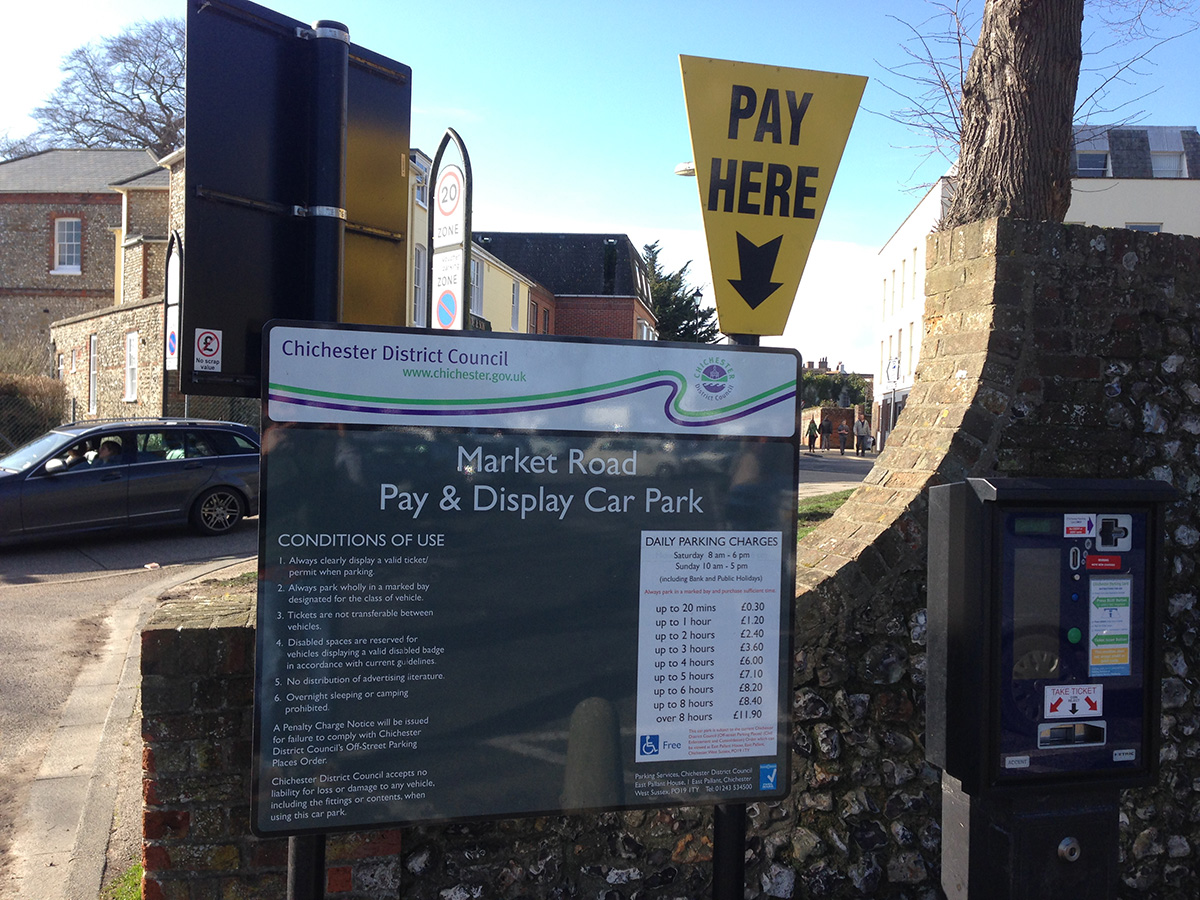 PAY
HERE
20
ZONE
ZONE
£
No scrap
value
Chichester District Council
www.chichester.gov.uk
CHICHESTER
District Council
Market Road
Pay & Display Car Park
CONDITIONS OF USE
1. Always clearly display a valid ticket/
permit when parking.
2. Always park wholly in a marked bay
designated for the class of vehicle.
3. Tickets are not transferable between
vehicles.
4. Disabled spaces are reserved for
vehicles displaying a valid disabled badge
in accordance with current guidelines.
5. No distribution of advertising literature.
6. Overnight sleeping or camping
prohibited.
A Penalty Charge Notice will be issued
for failure to comply with Chichester
District Council's Off-Street Parking
Places Order.
Chichester District Council accepts no
liability for loss or damage to any vehicle,
including the fittings or contents, when
using this car park.
DAILY PARKING CHARGES
Saturday 8 am - 6 pm
Sunday 10 am - 5 pm
(including Bank and Public Holidays)
Always park in a marked bay and purchase sufficient time.
up to 20 mins £0.30
up to 1 hour £1.20
up to 2 hours £2.40
up to 3 hours £3.60
up to 4 hours £6.00
up to 5 hours £7.10
up to 6 hours £8.20
up to 8 hours £8.40
over 8 hours £11.90
Free
Parking Services, Chichester District Council
East Pallant House, 1 East Pallant, Chichester
West Sussex, PO19 1TY. Tel: 01243 534500
TAKE TICKET